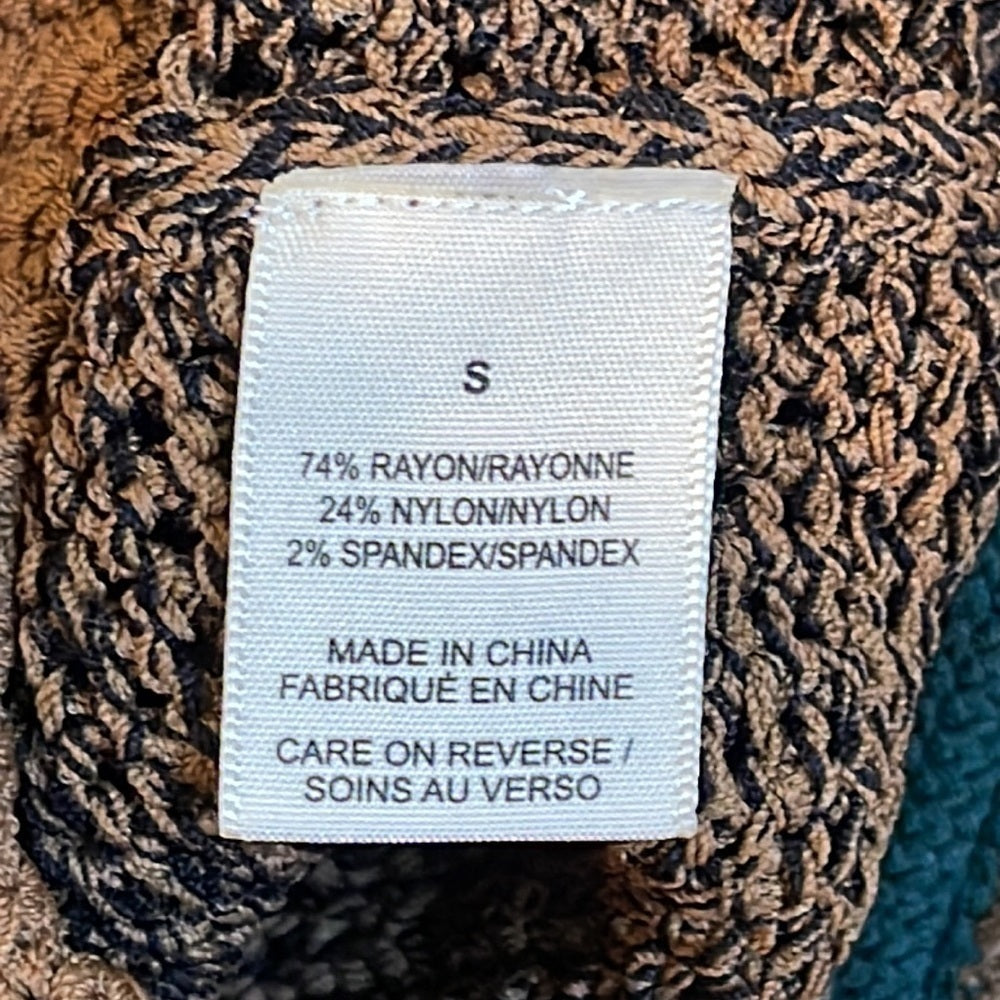 S
74% RAYON/RAYONNE
24% NYLON/NYLON
2% SPANDEX/SPANDEX
MADE IN CHINA
FABRIQUÉ EN CHINE
CARE ON REVERSE /
SOINS AU VERSO